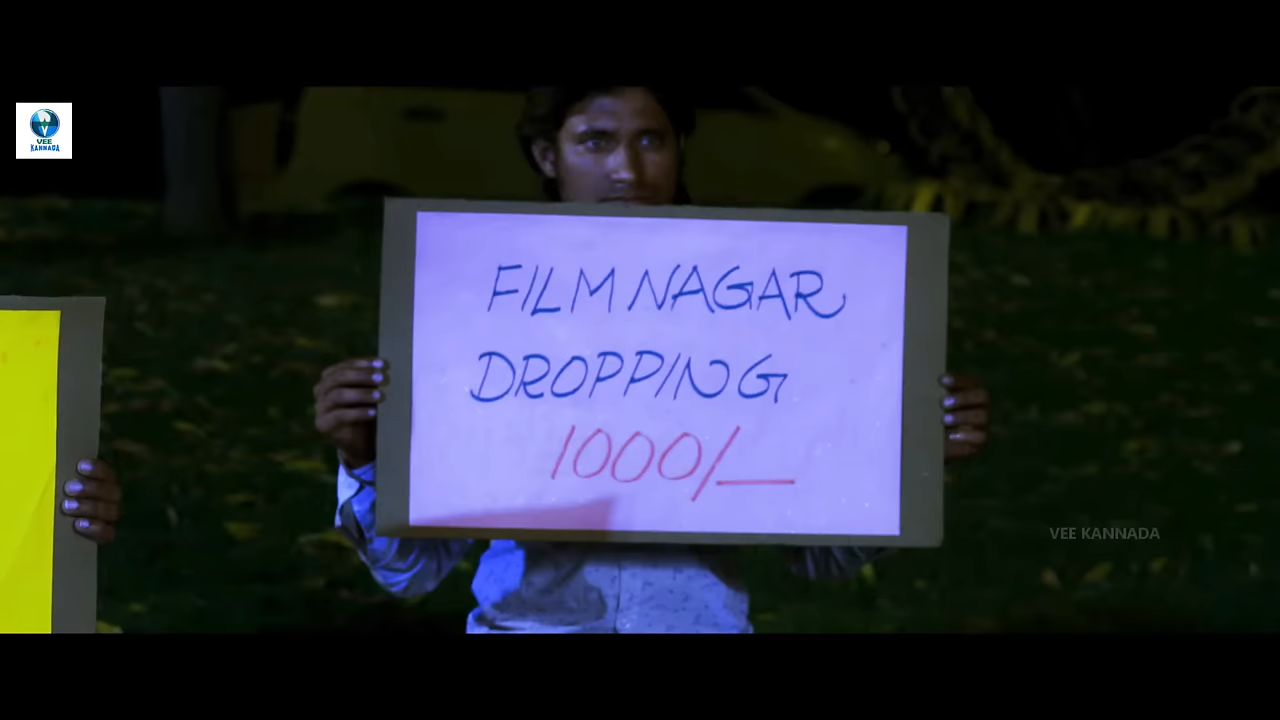 VEE
KANNADA
FILM NAGAR
DROPPING
1000/_
VEE KANNADA